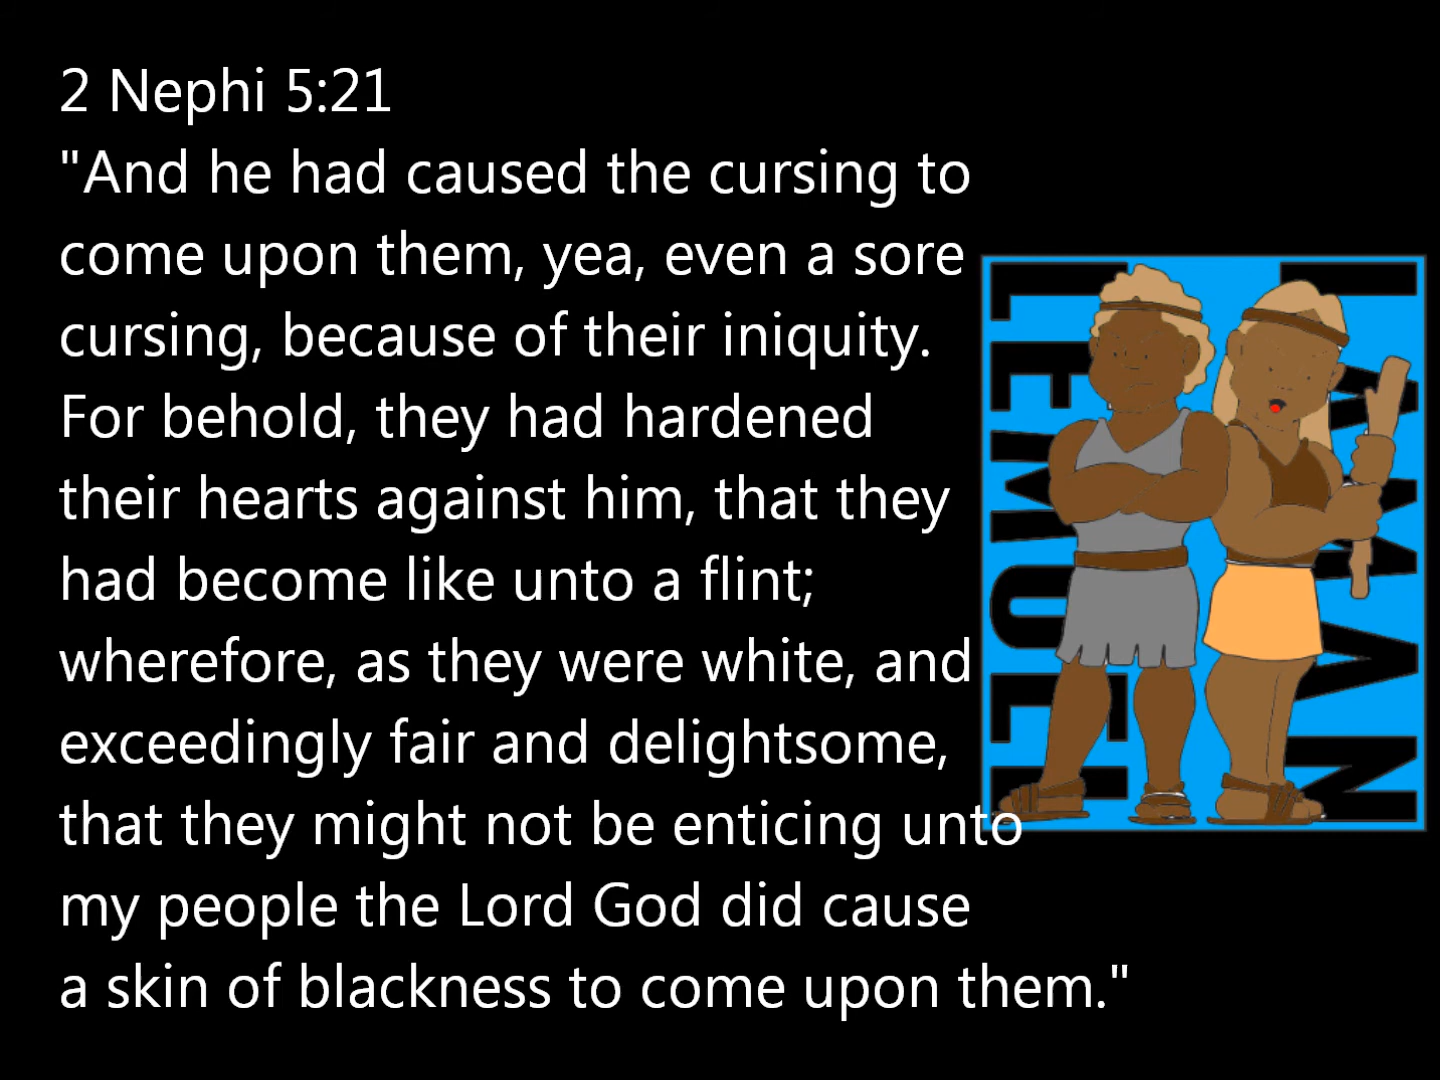 2 Nephi 5:21
"And he had caused the cursing to
come upon them, yea, even a sore
cursing, because of their iniquity.
For behold, they had hardened
their hearts against him, that they
had become like unto a flint;
wherefore, as they were white, and
exceedingly fair and delightsome,
that they might not be enticing unto
my people the Lord God did cause
a skin of blackness to come upon them."
LEMUEL
LAMAN